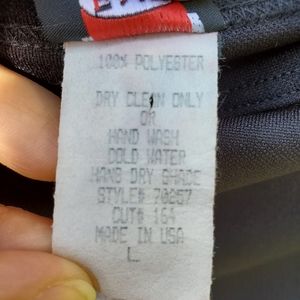 100% POLYESTER
DRY CLEAN ONLY
OR
HAND WASH
COLD WATER
HANG DRY SHADE
STYLE# 70257
CUT# 164
MADE IN USA
L